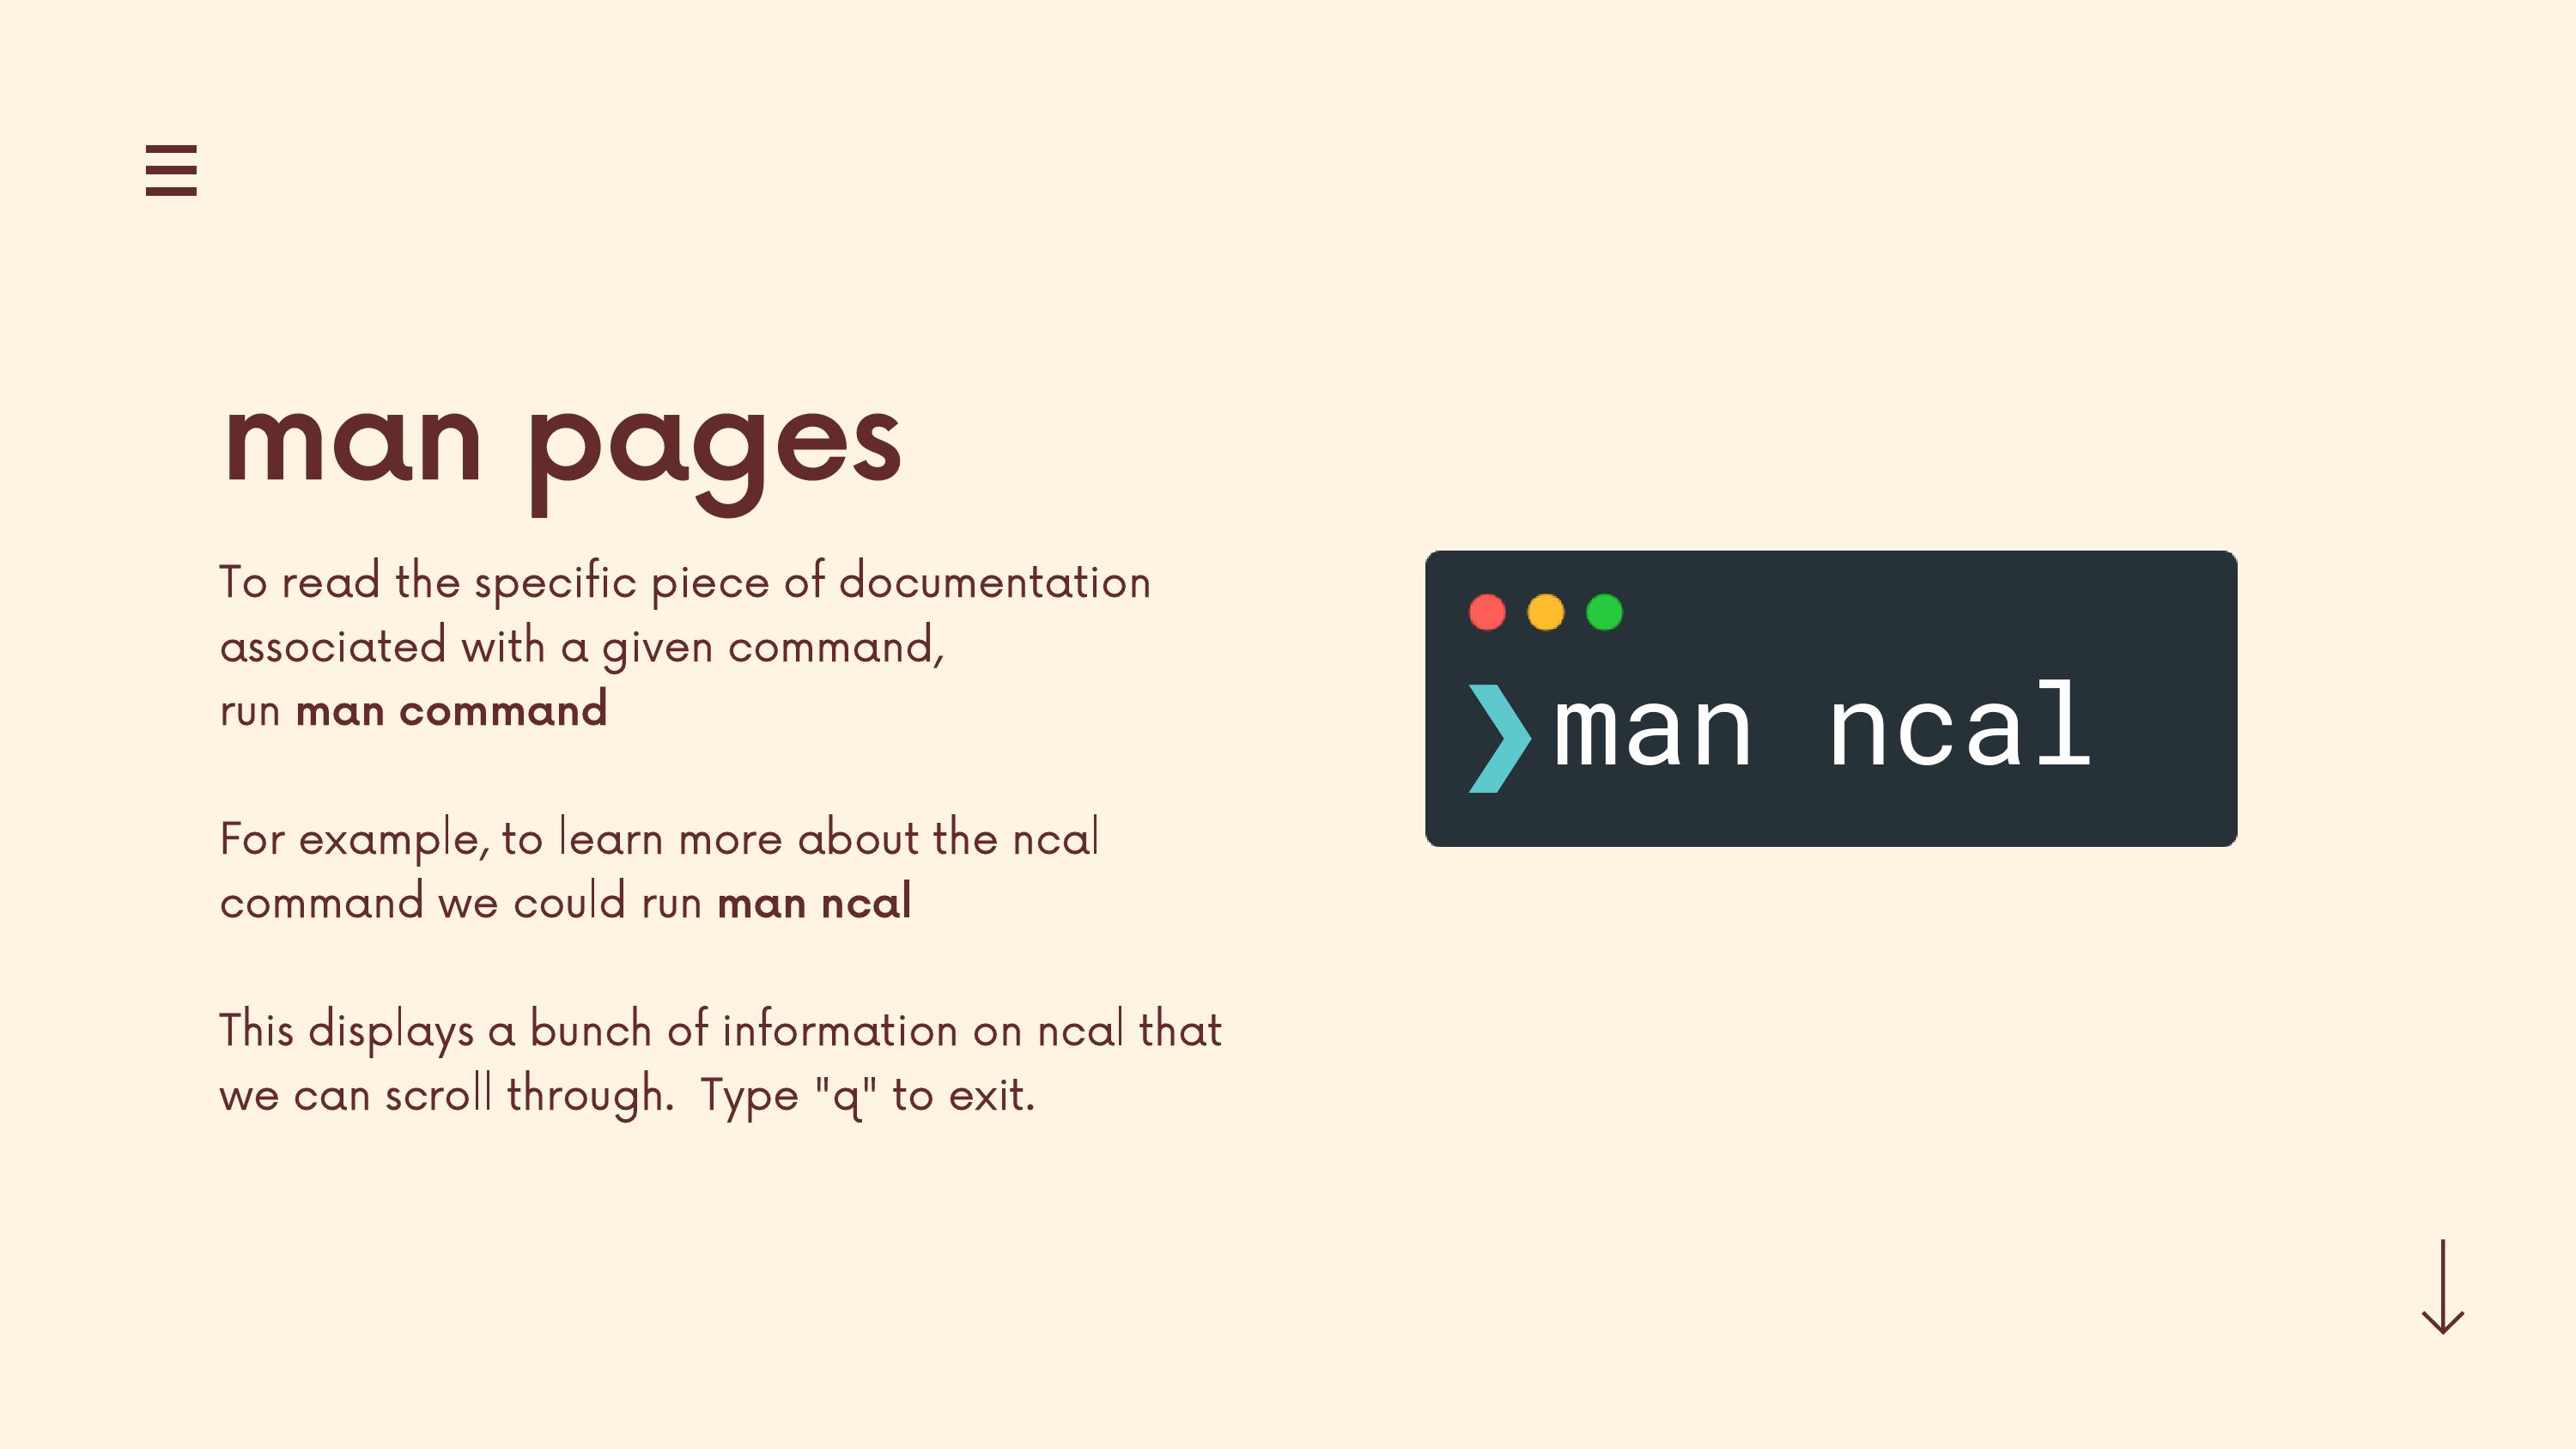 man pages
To read the specific piece of documentation
associated with a given command,
run man command
For example, to learn more about the ncal
command we could run man ncal
This displays a bunch of information on ncal that
we can scroll through.  Type "q" to exit.
❯ man ncal